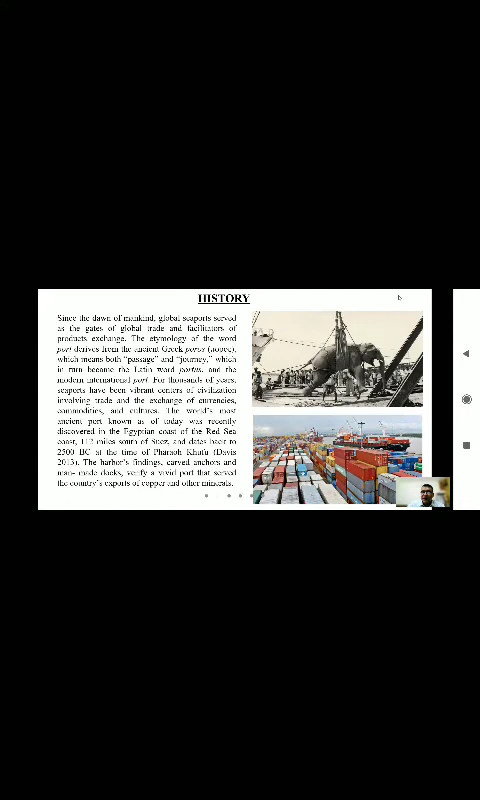 HISTORY
6
Since the dawn of mankind, global seaports served
as the gates of global trade and facilitators of
products exchange. The etymology of the word
port derives from the ancient Greek poros (πορος),
which means both “passage” and “journey,” which
in turn became the Latin word portus, and the
modern international port. For thousands of years,
seaports have been vibrant centers of civilization
involving trade and the exchange of currencies,
commodities, and cultures. The world’s most
ancient port known as of today was recently
discovered in the Egyptian coast of the Red Sea
coast, 112 miles south of Suez, and dates back to
2500 BC at the time of Pharaoh Khufu (Davis
2013). The harbor’s findings, carved anchors and
man- made docks, verify a vivid port that served
the country’s exports of copper and other minerals.